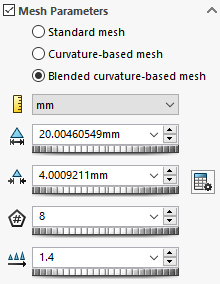 Mesh Parameters
Standard mesh
Curvature-based mesh
Blended curvature-based mesh
mm
20.00460549mm
4.0009211mm
8
1.4